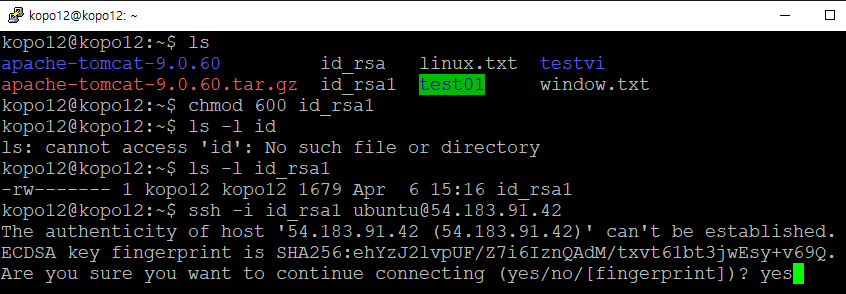 kopo12@kopo12: ~
kopo12@kopo12:~$ ls
apache-tomcat-9.0.60 id_rsa linux.txt testvi
apache-tomcat-9.0.60.tar.gz id_rsa1 test01 window.txt
kopo12@kopo12:~$ chmod 600 id_rsa1
kopo12@kopo12:~$ ls -l id
ls: cannot access 'id': No such file or directory
kopo12@kopo12:~$ ls -l id_rsa1
-rw------- 1 kopo12 kopo12 1679 Apr  6 15:16 id_rsa1
kopo12@kopo12:~$ ssh -i id_rsa1 ubuntu@54.183.91.42
The authenticity of host '54.183.91.42 (54.183.91.42)' can't be established.
ECDSA key fingerprint is SHA256:ehYzJ2lvpUF/Z7i6IznQAdM/txvt61bt3jwEsy+v69Q.
Are you sure you want to continue connecting (yes/no/[fingerprint])? yes